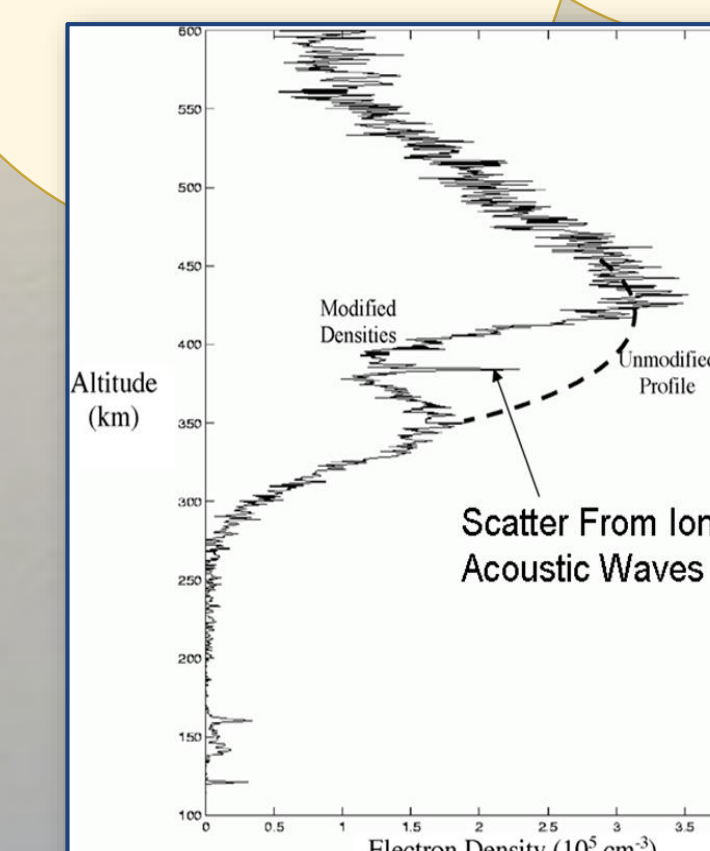 600
550
500
450
400
350
300
250
200
150
100
Altitude
(km)
Modified
Densities
Unmodified
Profile
Scatter From Ion
Acoustic Waves
0 0.5 1 1.5 2 2.5 3 3.5
Electron Density (10⁵ cm⁻³)